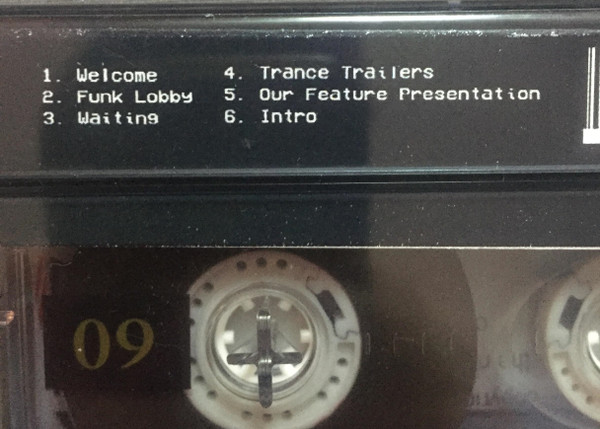 1. Welcome
2. Funk Lobby
3. Waiting
4. Trance Trailers
5. Our Feature Presentation
6. Intro
09